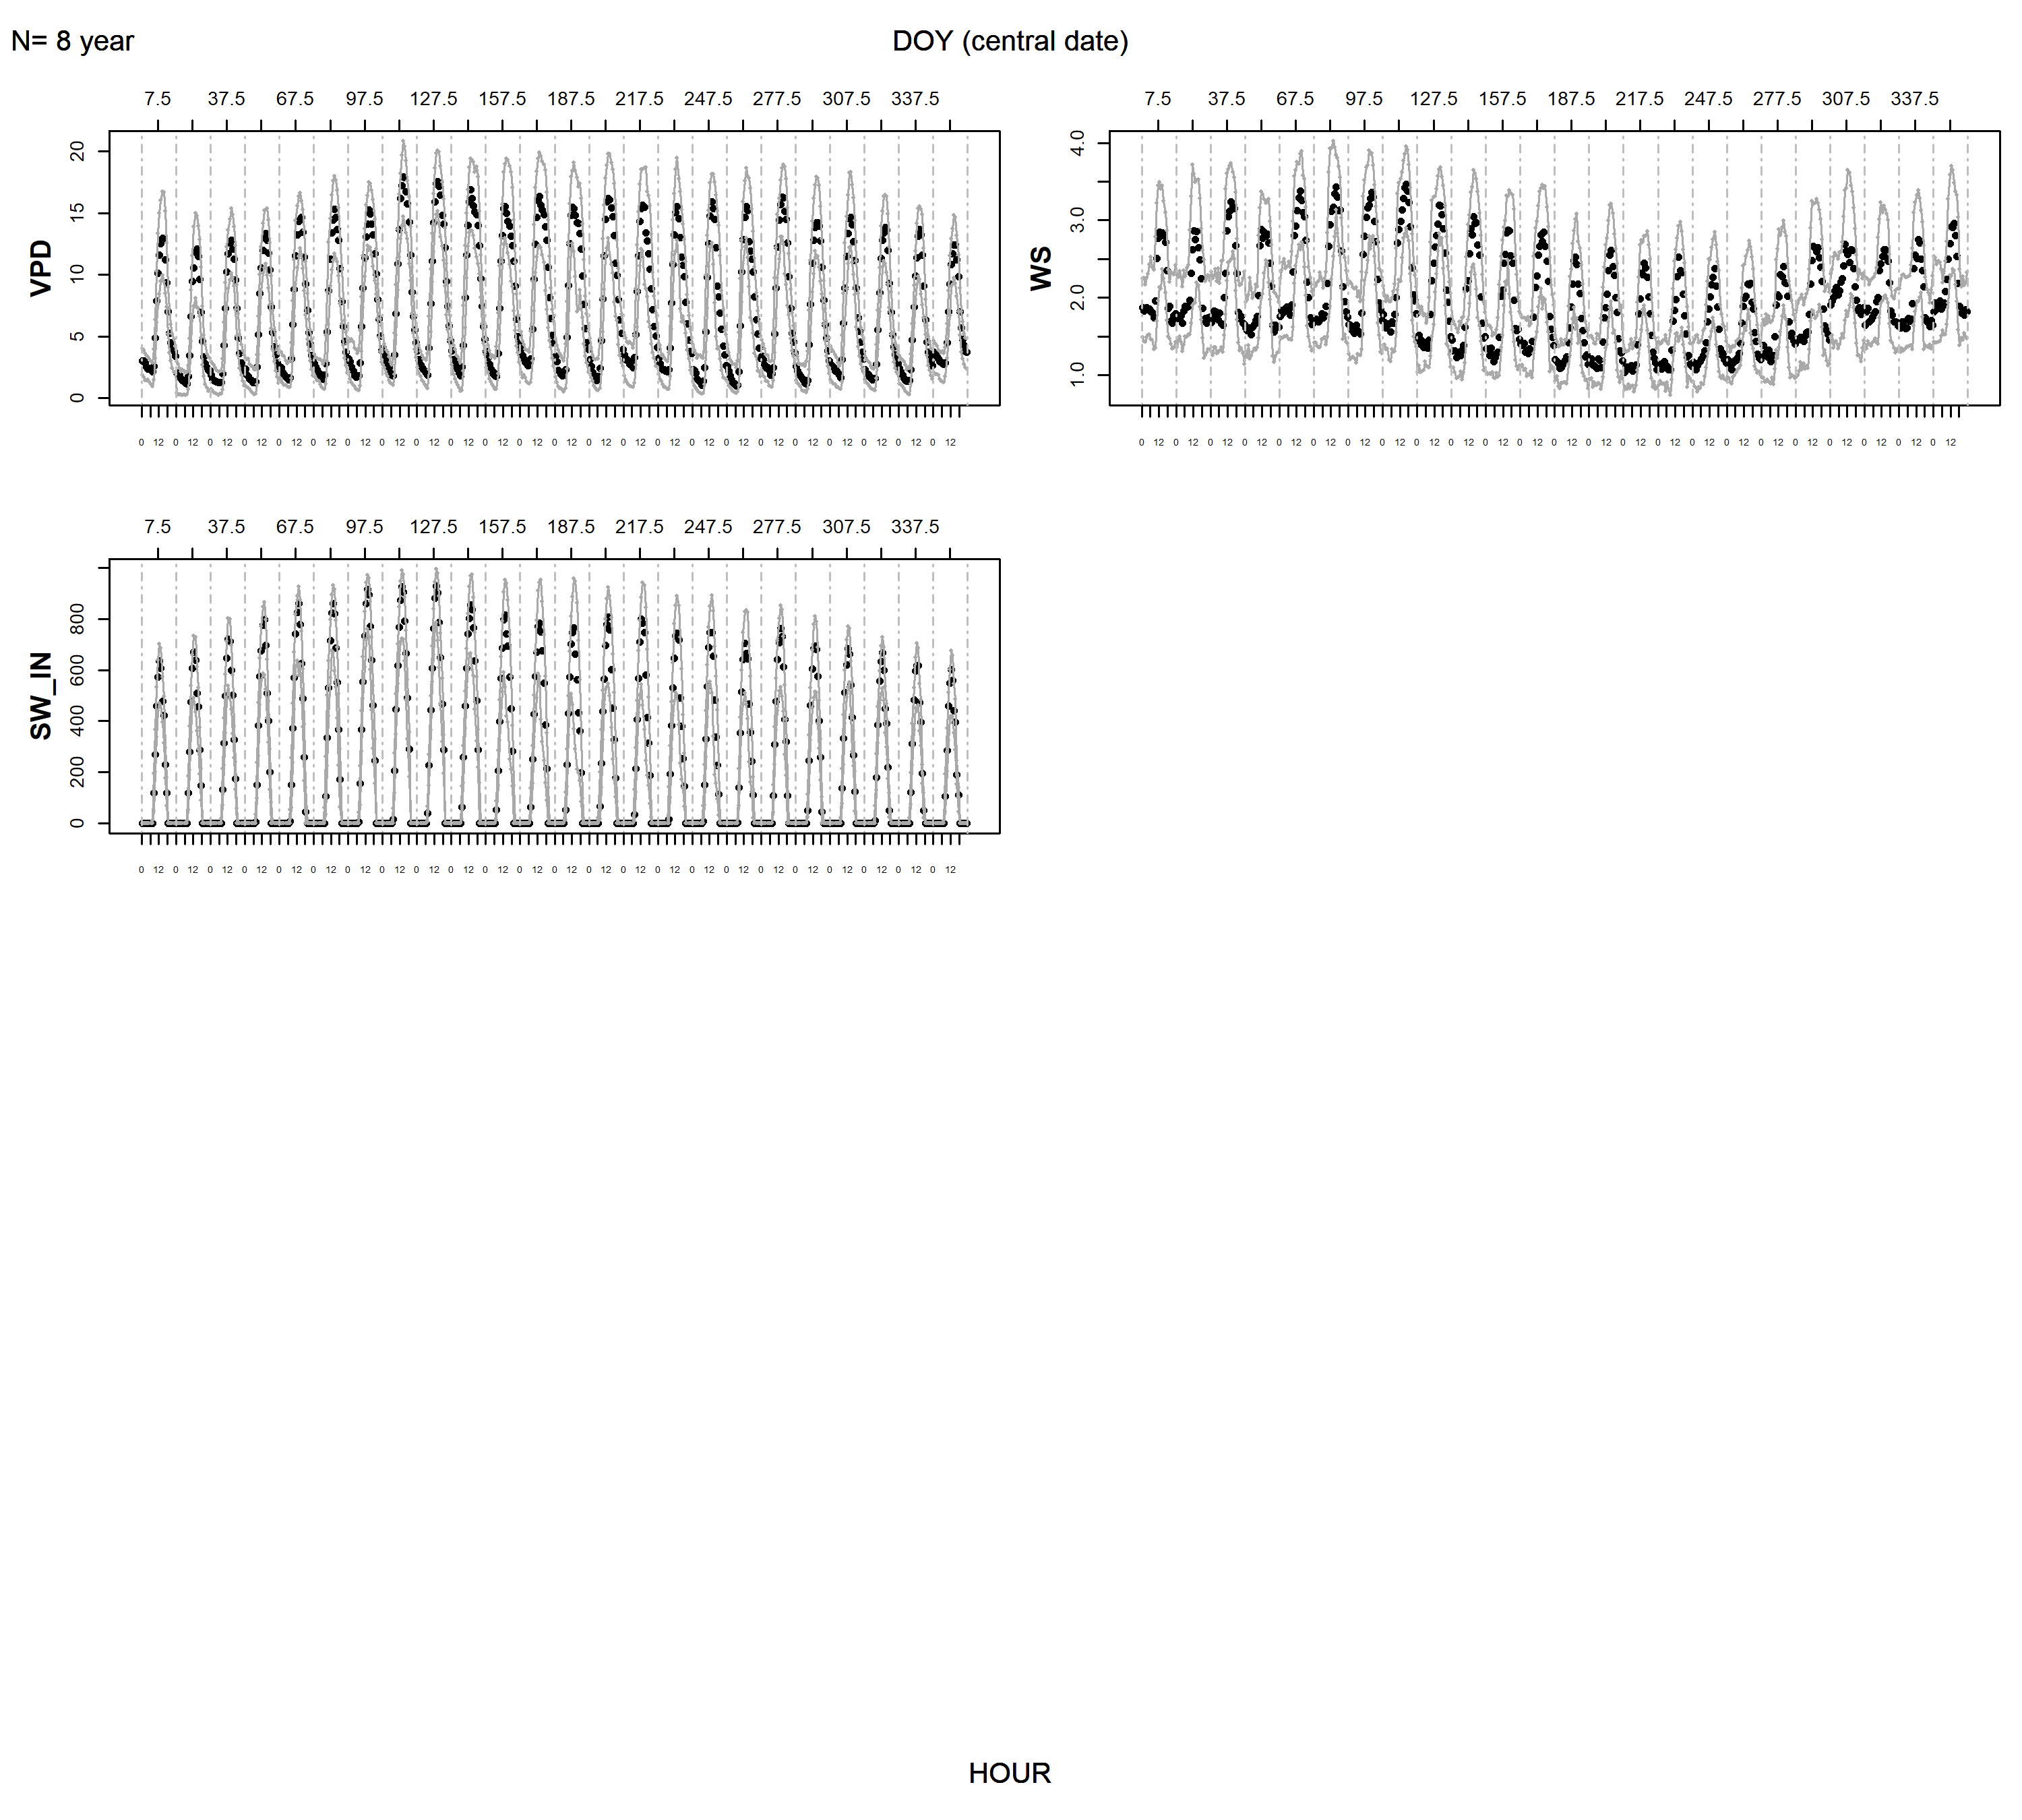 N= 8 year
DOY (central date)
7.5 37.5 67.5 97.5 127.5 157.5 187.5 217.5 247.5 277.5 307.5 337.5
VPD
20
15
10
5
0
0 12 0 12 0 12 0 12 0 12 0 12 0 12 0 12 0 12 0 12 0 12 0 12 0 12 0 12 0 12 0 12 0 12 0 12 0 12 0 12 0 12 0 12 0 12 0 12
7.5 37.5 67.5 97.5 127.5 157.5 187.5 217.5 247.5 277.5 307.5 337.5
WS
4.0
3.0
2.0
1.0
0 12 0 12 0 12 0 12 0 12 0 12 0 12 0 12 0 12 0 12 0 12 0 12 0 12 0 12 0 12 0 12 0 12 0 12 0 12 0 12 0 12 0 12 0 12 0 12
7.5 37.5 67.5 97.5 127.5 157.5 187.5 217.5 247.5 277.5 307.5 337.5
SW_IN
800
600
400
200
0
0 12 0 12 0 12 0 12 0 12 0 12 0 12 0 12 0 12 0 12 0 12 0 12 0 12 0 12 0 12 0 12 0 12 0 12 0 12 0 12 0 12 0 12 0 12 0 12
HOUR